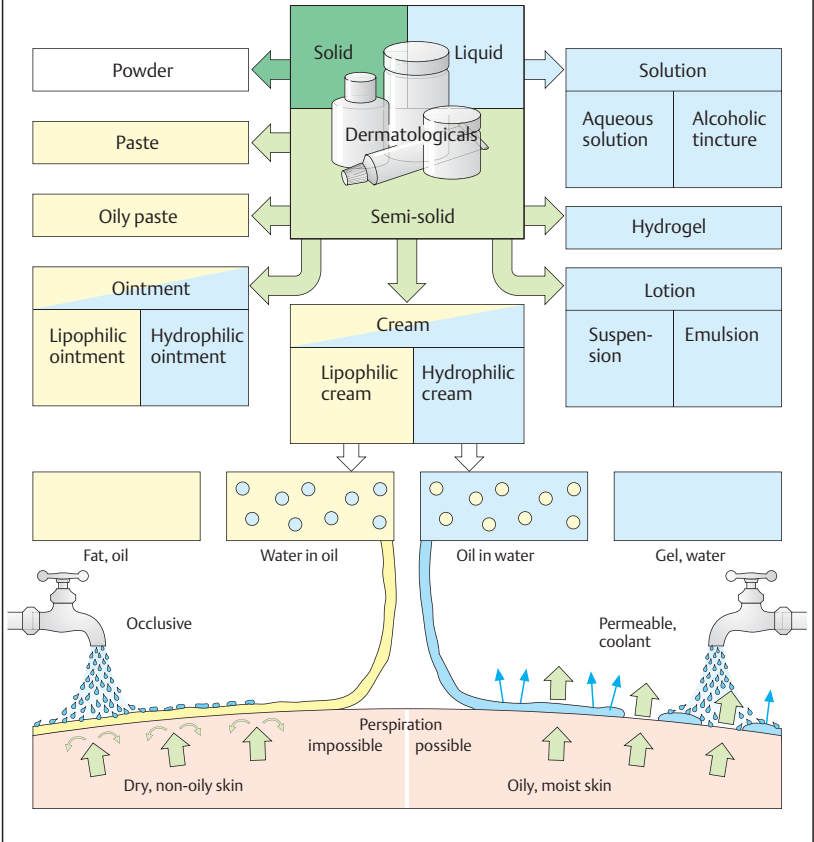 Solid
Liquid
Dermatologicals
Semi-solid
Powder
Paste
Oily paste
Ointment
Lipophilic
ointment
Hydrophilic
ointment
Cream
Lipophilic
cream
Hydrophilic
cream
Solution
Aqueous
solution
Alcoholic
tincture
Hydrogel
Lotion
Suspen-
sion
Emulsion
Fat, oil
Water in oil
Oil in water
Gel, water
Occlusive
Permeable,
coolant
Perspiration
impossible
possible
Dry, non-oily skin
Oily, moist skin